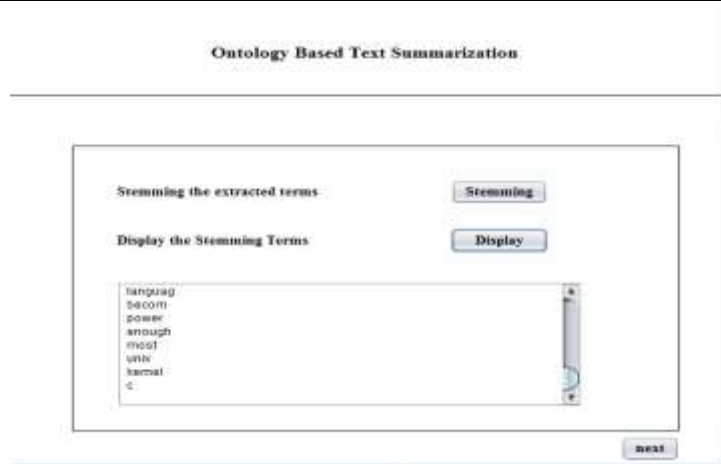 Ontology Based Text Summarization
Stemming the extracted terms
Stemming
Display the Stemming Terms
Display
languag
becom
power
enough
most
unix
kernel
c
next